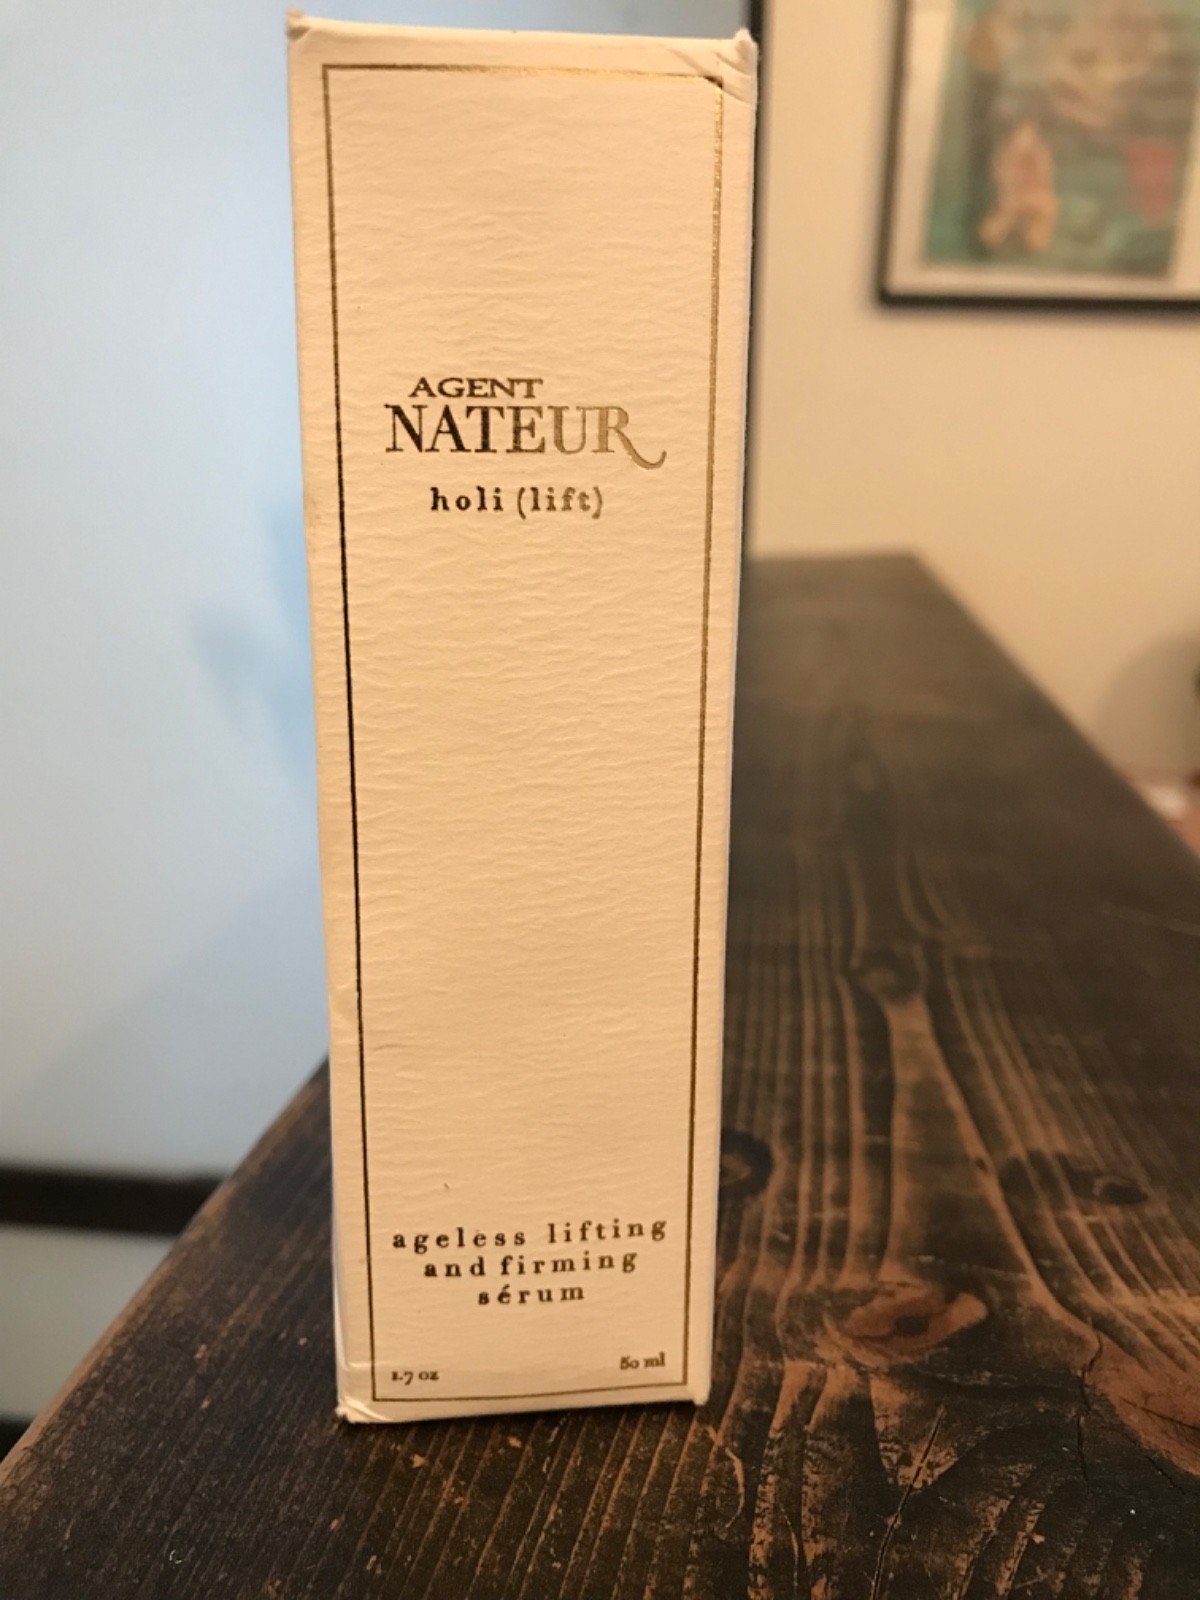 AGENT
NATEUR
holi (lift)
ageless lifting
and firming
sérum
1.7 oz
50 ml